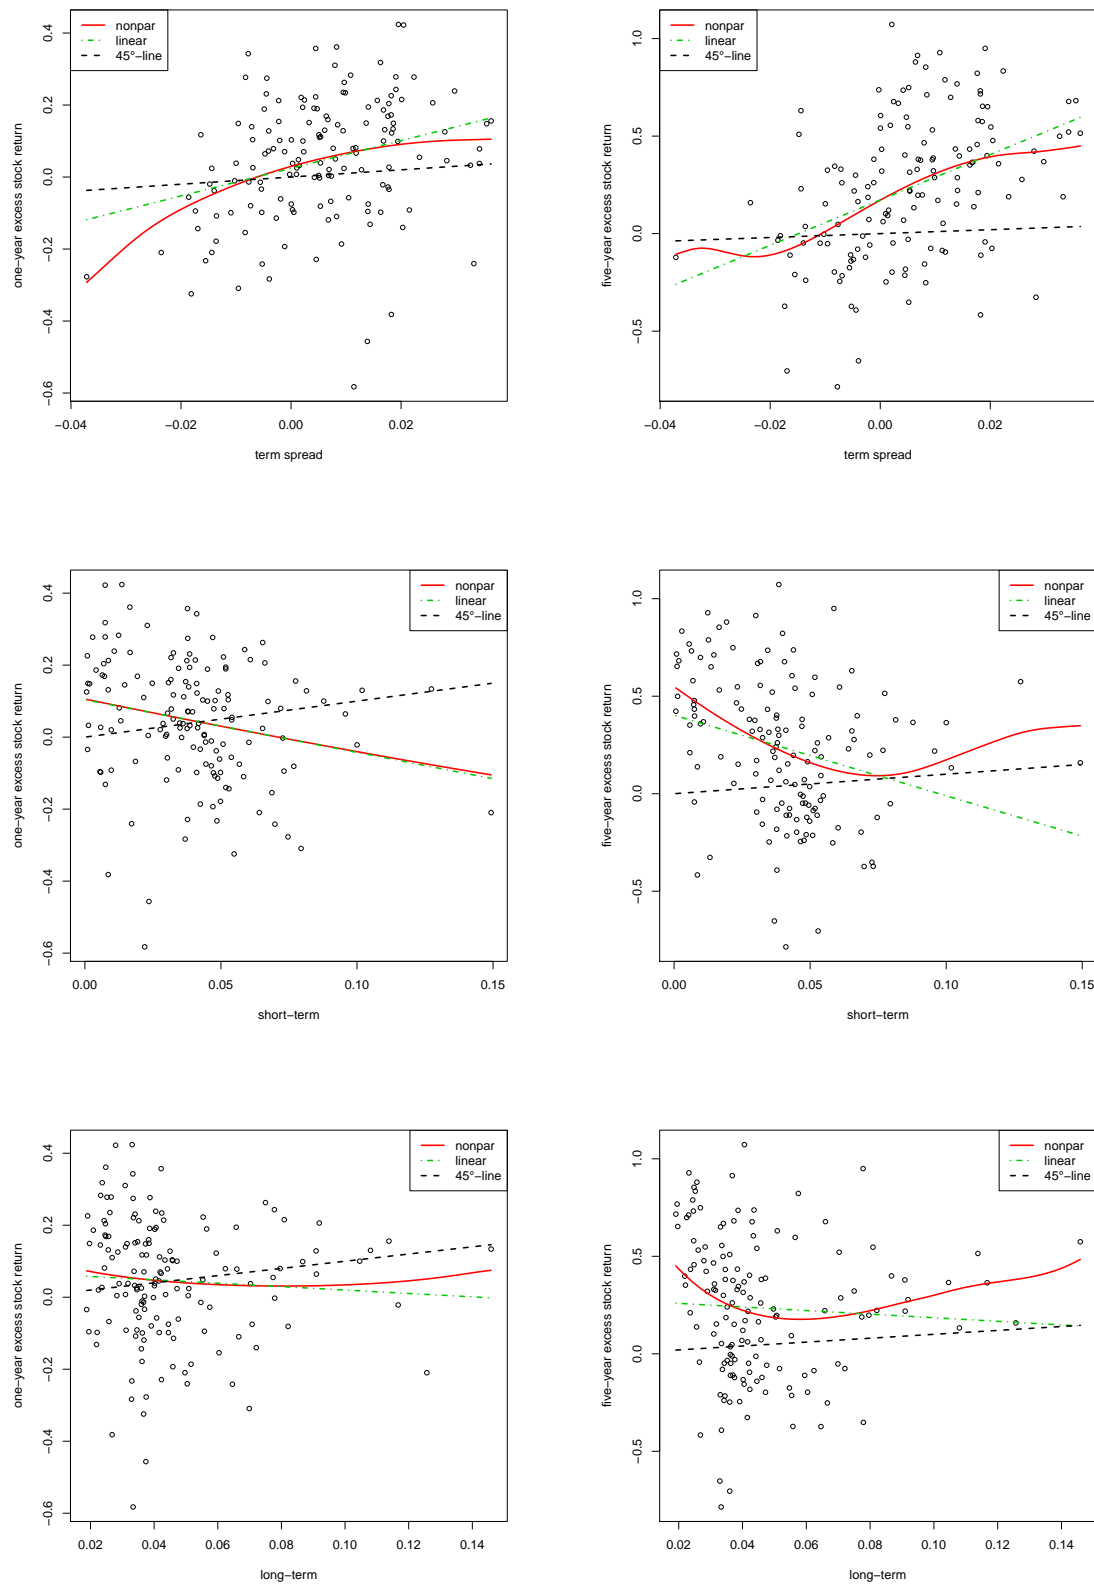 nonpar
linear
45°−line
one−year excess stock return
0.4
0.2
0.0
−0.2
−0.4
−0.6
−0.04 −0.02 0.00 0.02
term spread
nonpar
linear
45°−line
five−year excess stock return
1.0
0.5
0.0
−0.5
−0.04 −0.02 0.00 0.02
term spread
nonpar
linear
45°−line
one−year excess stock return
0.4
0.2
0.0
−0.2
−0.4
−0.6
0.00 0.05 0.10 0.15
short−term
nonpar
linear
45°−line
five−year excess stock return
1.0
0.5
0.0
−0.5
0.00 0.05 0.10 0.15
short−term
nonpar
linear
45°−line
one−year excess stock return
0.4
0.2
0.0
−0.2
−0.4
−0.6
0.02 0.04 0.06 0.08 0.10 0.12 0.14
long−term
nonpar
linear
45°−line
five−year excess stock return
1.0
0.5
0.0
−0.5
0.02 0.04 0.06 0.08 0.10 0.12 0.14
long−term